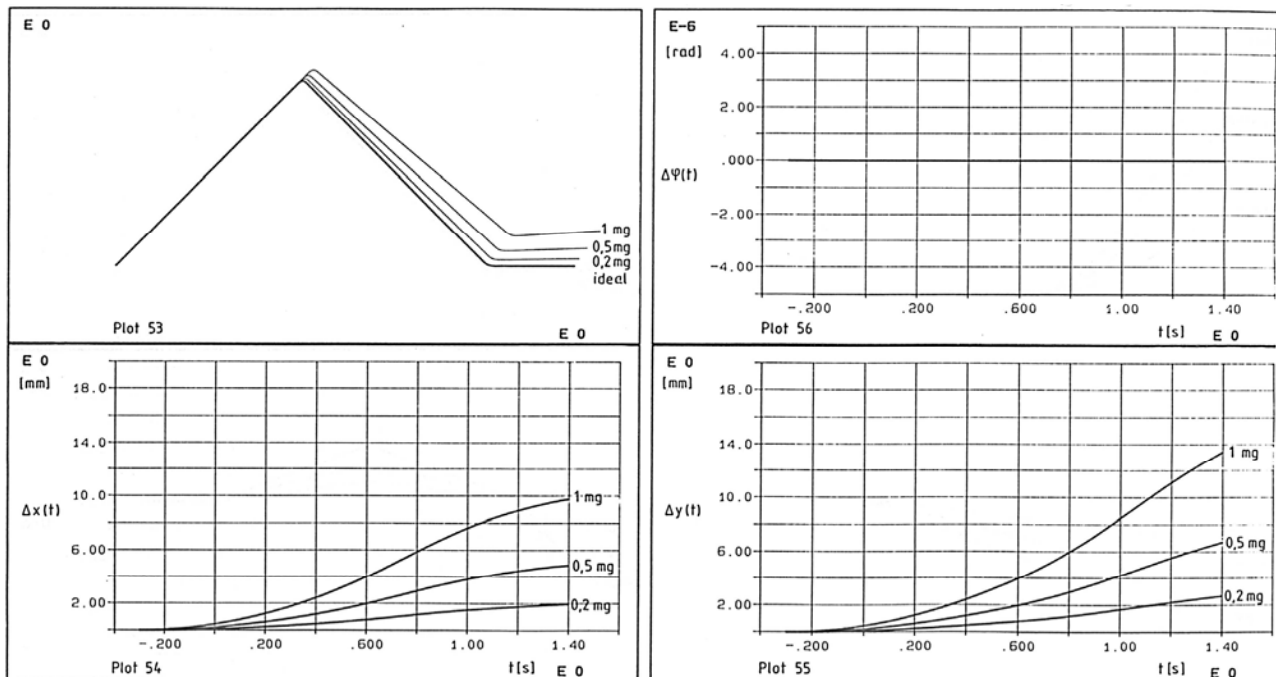 E 0
1 mg
0,5mg
0,2mg
ideal
Plot 53
E 0
E-6
[rad]
4.00
2.00
.000
ΔΨ(t)
-2.00
-4.00
-.200 .200 .600 1.00 1.40
Plot 56
t[s]
E 0
E 0
[mm]
18.0
14.0
10.0
1 mg
Δx(t)
6.00
0,5 mg
2.00
0,2 mg
-.200 .200 .600 1.00 1.40
Plot 54
t[s]
E 0
E 0
[mm]
18.0
14.0
1 mg
10.0
Δy(t)
6.00
0,5 mg
2.00
0,2 mg
-.200 .200 .600 1.00 1.40
Plot 55
t[s]
E 0